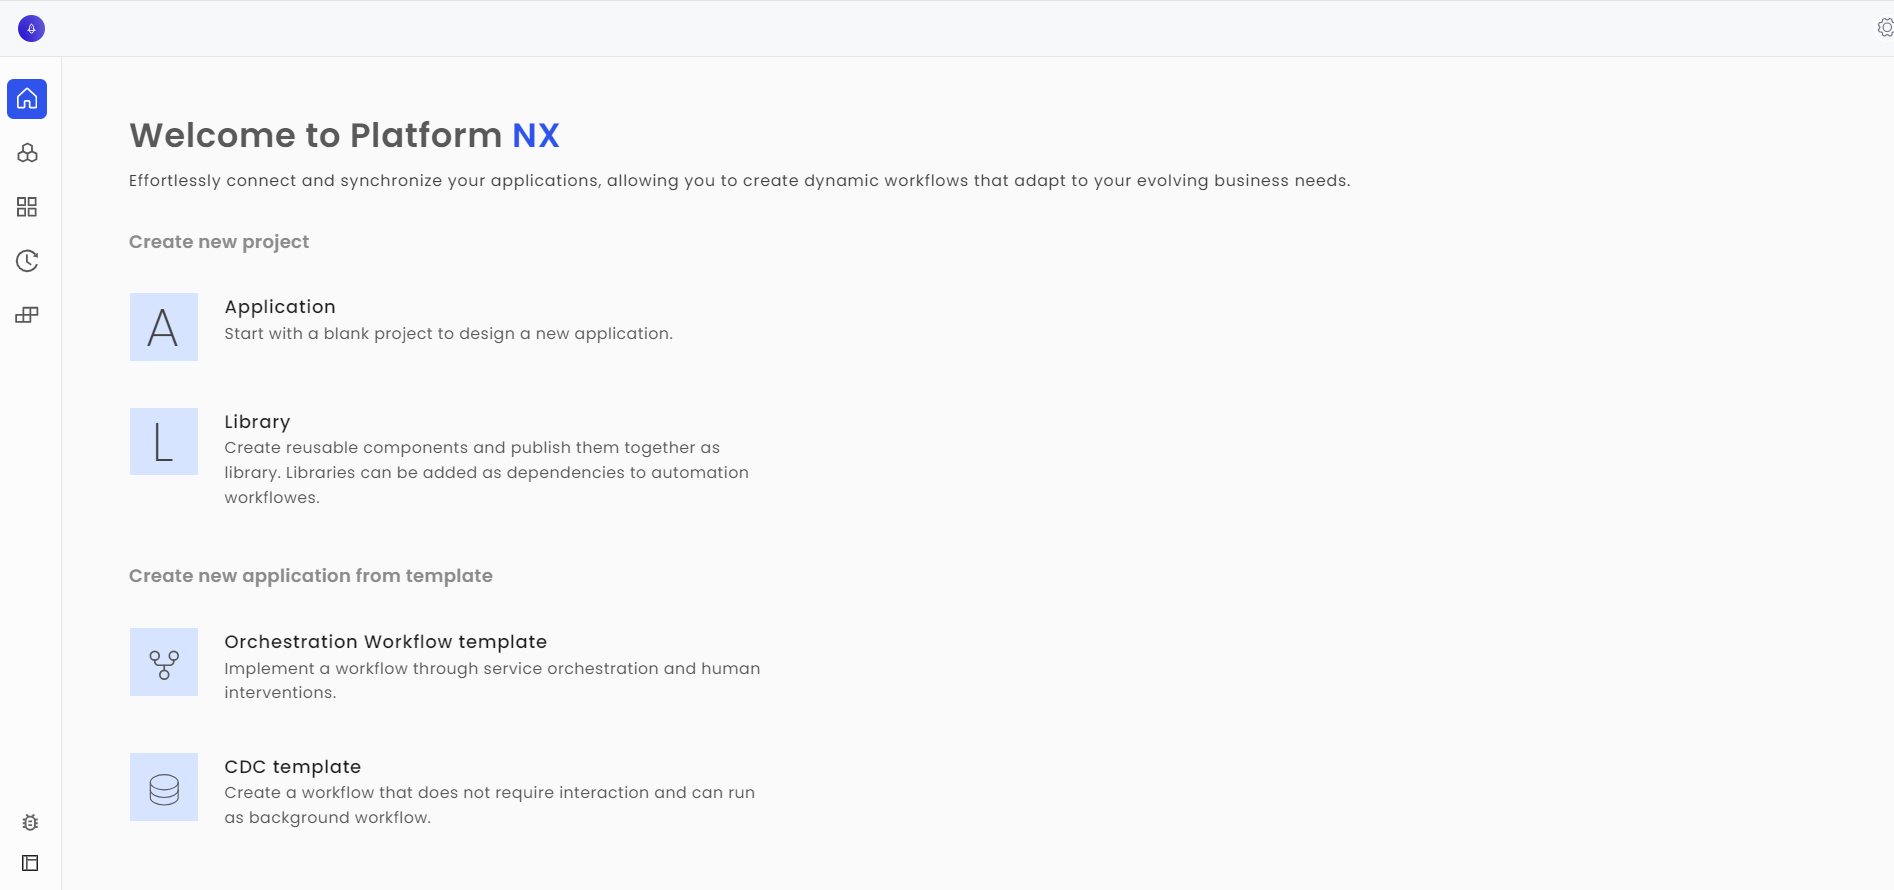 Welcome to Platform NX
Effortlessly connect and synchronize your applications, allowing you to create dynamic workflows that adapt to your evolving business needs.
Create new project
A
Application
Start with a blank project to design a new application.
L
Library
Create reusable components and publish them together as
library. Libraries can be added as dependencies to automation
workflowes.
Create new application from template
Orchestration Workflow template
Implement a workflow through service orchestration and human
interventions.
CDC template
Create a workflow that does not require interaction and can run
as background workflow.